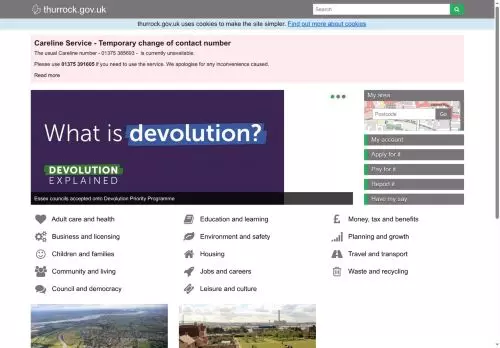 thurrock.gov.uk
Search
thurrock.gov.uk uses cookies to make the site simpler. Find out more about cookies
Careline Service - Temporary change of contact number
The usual Careline number - 01375 385693 - is currently unavailable.
Please use 01375 391605 if you need to use the service. We apologise for any inconvenience caused.
Read more
What is devolution?
DEVOLUTION
EXPLAINED
Essex councils accepted onto Devolution Priority Programme
My area
Postcode
Go
My account
Apply for it
Pay for it
Report it
Have my say
Adult care and health
Education and learning
Money, tax and benefits
Business and licensing
Environment and safety
Planning and growth
Children and families
Housing
Travel and transport
Community and living
Jobs and careers
Waste and recycling
Council and democracy
Leisure and culture